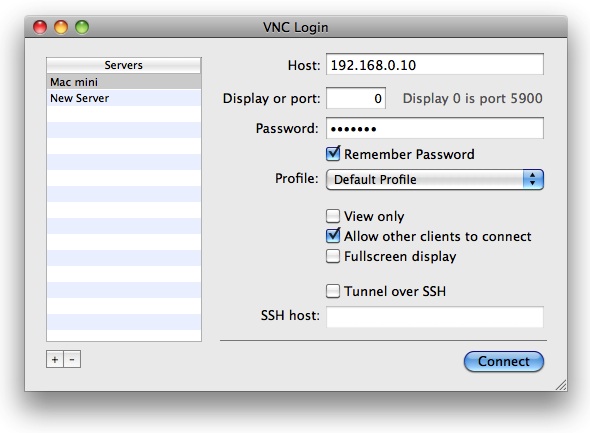 VNC Login
Servers
Mac mini
New Server
Host: 192.168.0.10
Display or port: 0 Display 0 is port 5900
Password: •••••••
Remember Password
Profile: Default Profile
View only
Allow other clients to connect
Fullscreen display
Tunnel over SSH
SSH host:
+ -
Connect